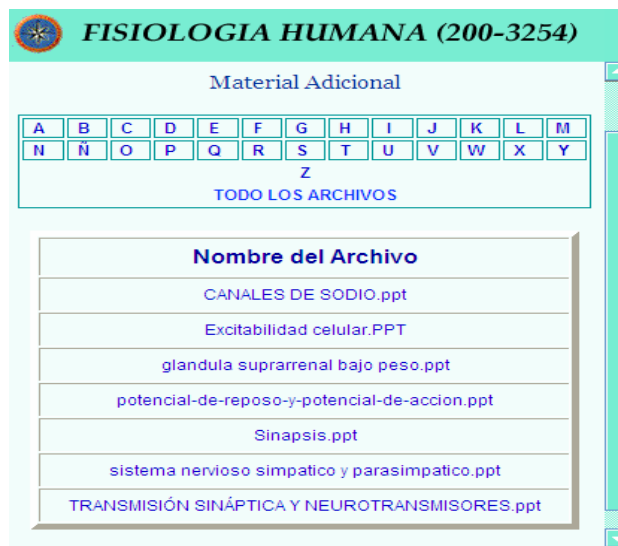 FISIOLOGIA HUMANA (200-3254)
Material Adicional
A B C D E F G H I J K L M
N Ñ O P Q R S T U V W X Y
Z
TODO LOS ARCHIVOS
Nombre del Archivo
CANALES DE SODIO.ppt
Excitabilidad celular.PPT
glandula suprarrenal bajo peso.ppt
potencial-de-reposo-y-potencial-de-accion.ppt
Sinapsis.ppt
sistema nervioso simpatico y parasimpatico.ppt
TRANSMISIÓN SINÁPTICA Y NEUROTRANSMISORES.ppt